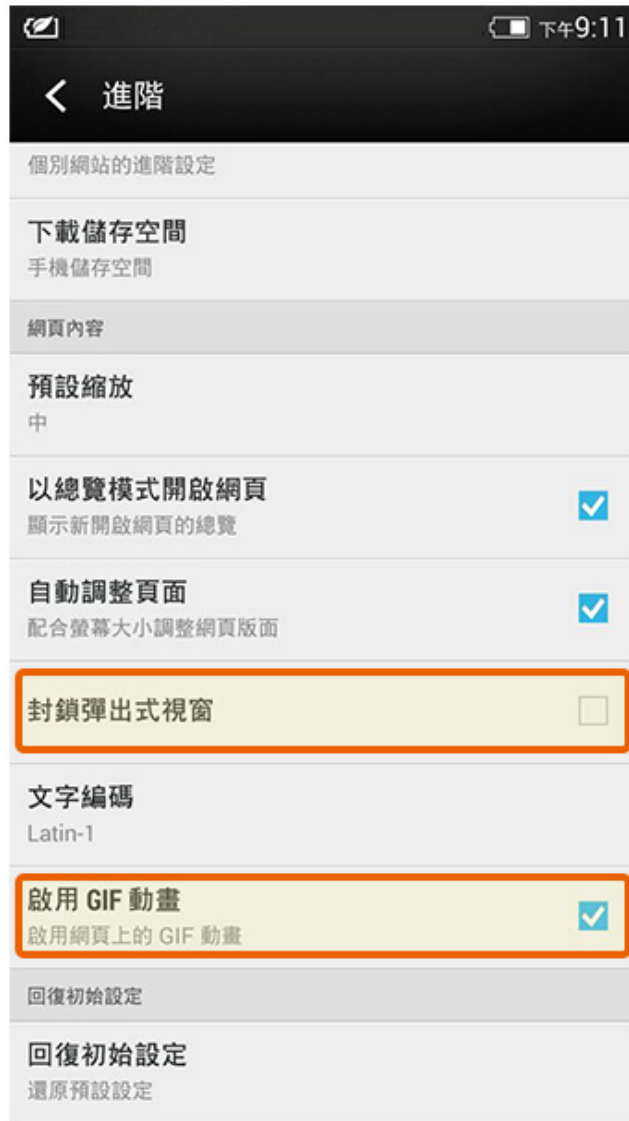 下午9:11
進階
個別網站的進階設定
下載儲存空間
手機儲存空間
網頁內容
預設縮放
中
以總覽模式開啟網頁
顯示新開啟網頁的總覽
自動調整頁面
配合螢幕大小調整網頁版面
封鎖彈出式視窗
文字編碼
Latin-1
啟用 GIF 動畫
啟用網頁上的 GIF 動畫
回復初始設定
回復初始設定
還原預設設定